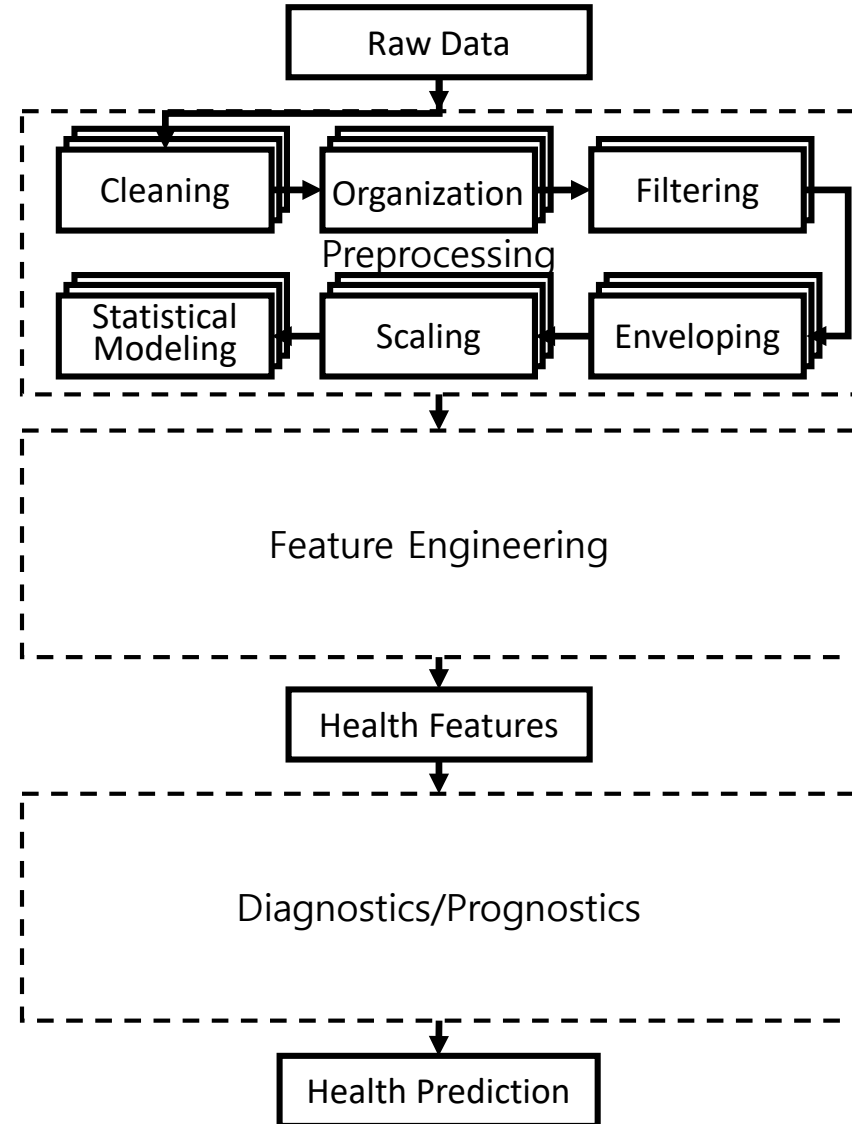 Raw Data
Cleaning
Organization
Filtering
Preprocessing
Statistical
Modeling
Scaling
Enveloping
Feature Engineering
Health Features
Diagnostics/Prognostics
Health Prediction